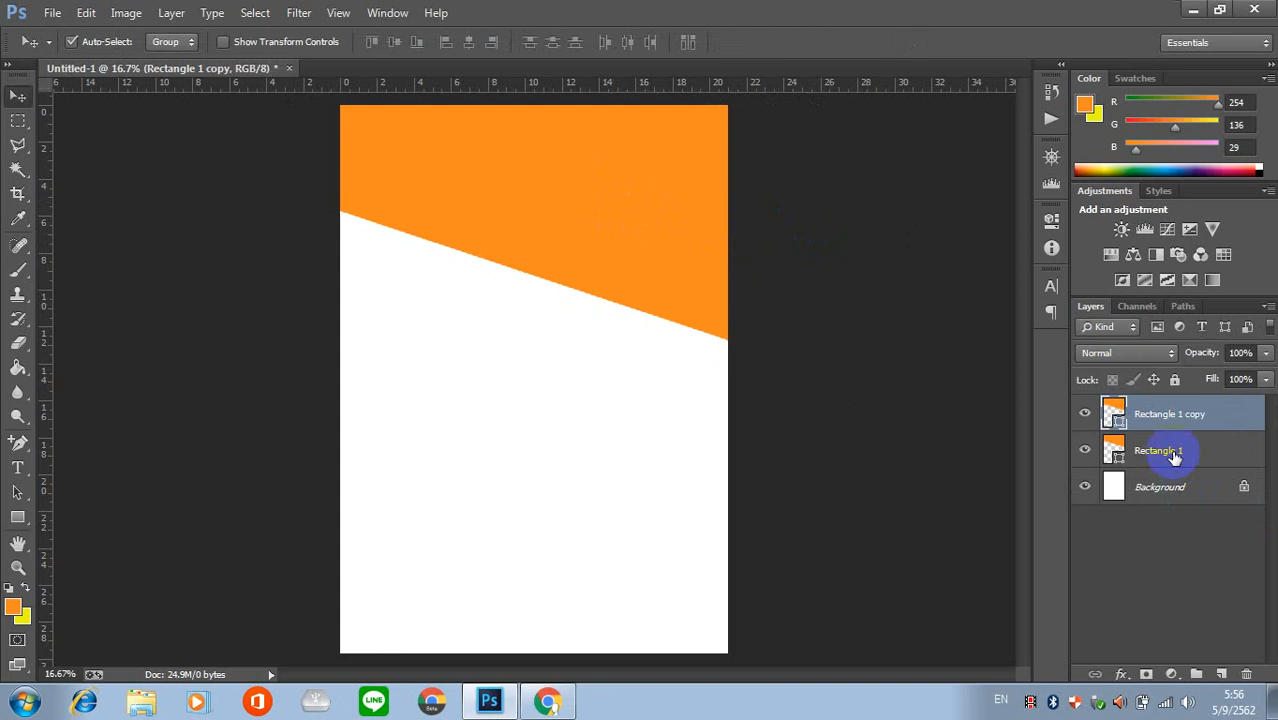 Ps File Edit Image Layer Type Select Filter View Window Help
Auto-Select: Group Show Transform Controls Essentials
Untitled-1 @ 16.7% (Rectangle 1 copy, RGB/8) *
Color Swatches
R 254
G 136
B 29
Adjustments Styles
Add an adjustment
Layers Channels Paths
Kind
Normal Opacity: 100%
Lock: Fill: 100%
Rectangle 1 copy
Rectangle 1
Background
16.67% Doc: 24.9M/0 bytes
LINE Beta Ps EN 5:56
5/9/2562